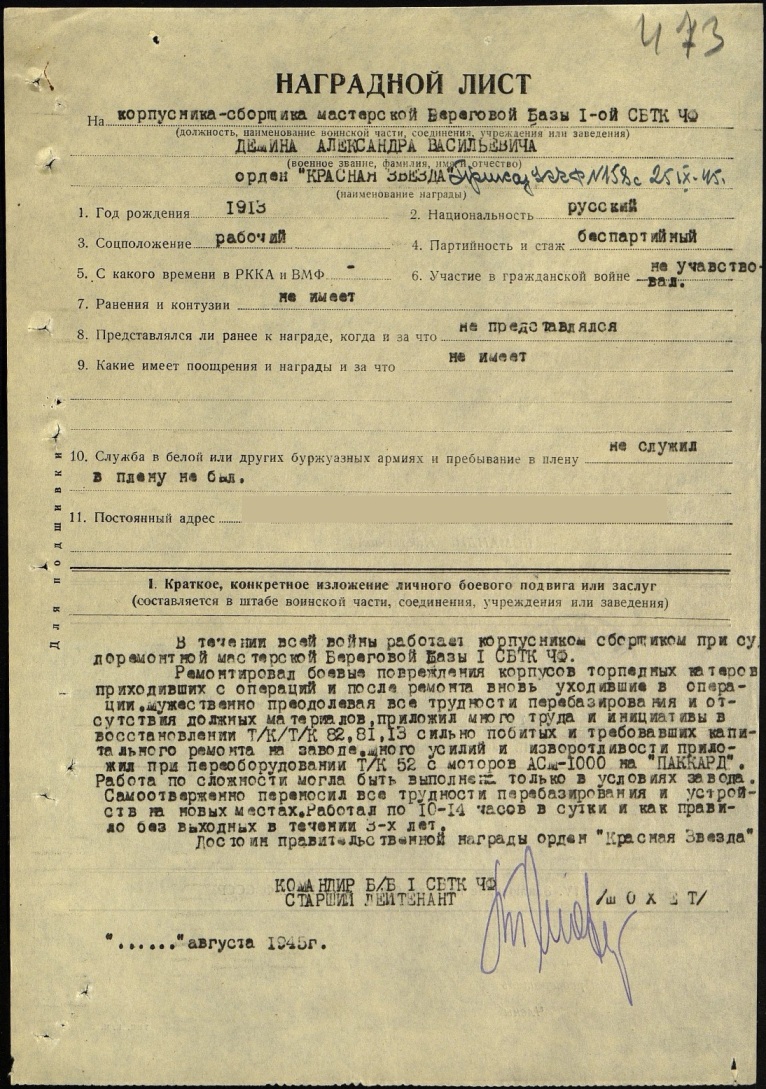 473
НАГРАДНОЙ ЛИСТ
На корпусника-сборщика мастерской Береговой Базы 1-ой СБТК ЧФ
(должность, наименование воинской части, соединения, учреждения или заведения)
ДЕМИНА АЛЕКСАНДРА ВАСИЛЬЕВИЧА
(военное звание, фамилия, имя и отчество)
орден "КРАСНАЯ ЗВЕЗДА" Приказ №158с 25 IX-45.
(наименование награды)
1. Год рождения 1913 2. Национальность русский
3. Соцположение рабочий 4. Партийность и стаж беспартийный
5. С какого времени в РККА и ВМФ - 6. Участие в гражданской войне не учавство-
вал.
7. Ранения и контузии не имеет
8. Представлялся ли ранее к награде, когда и за что не представлялся
9. Какие имеет поощрения и награды и за что не имеет
10. Служба в белой или других буржуазных армиях и пребывание в плену не служил
в плену не был.
11. Постоянный адрес
Для подшивки
I. Краткое, конкретное изложение личного боевого подвига или заслуг
(составляется в штабе воинской части, соединения, учреждения или заведения)
В течении всей войны работает корпусником сборщиком при су
доремонтной мастерской Береговой Базы I СБТК ЧФ.
Ремонтировал боевые повреждения корпусов торпедных катеров
приходивших с операций и после ремонта вновь уходившие в опера-
ции.мужественно преодолевая все трудности перебазирования и от-
сутствия должных материалов,приложил много труда и инициативы в
восстановлении Т/К/Т/К 82,81,13 сильно побитых и требовавших капи-
тального ремонта на заводе.много усилий и изворотливости прило-
жил при переоборудовании Т/К 52 с моторов АСМ-1000 на "ПАККАРД".
Работа по сложности могла быть выполнена только в условиях завода.
Самоотверженно переносил все трудности перебазирования и устрой-
ств на новых местах.Работал по 10-14 часов в сутки и как прави-
ло без выходных в течении 3-х лет.
Достоин правительственной награды орден "Красная Звезда"
КОМАНДИР Б/Б I СБТК ЧФ
СТАРШИЙ ЛЕЙТЕНАНТ /ШОХЕТ/
"......"августа 1945г.